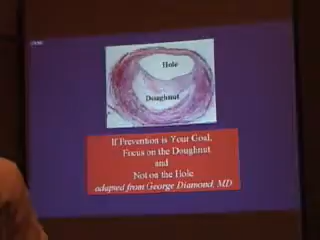 Hole
Doughnut
If Prevention is Your Goal,
Focus on the Doughnut
and
Not on the Hole
adapted from George Diamond, MD